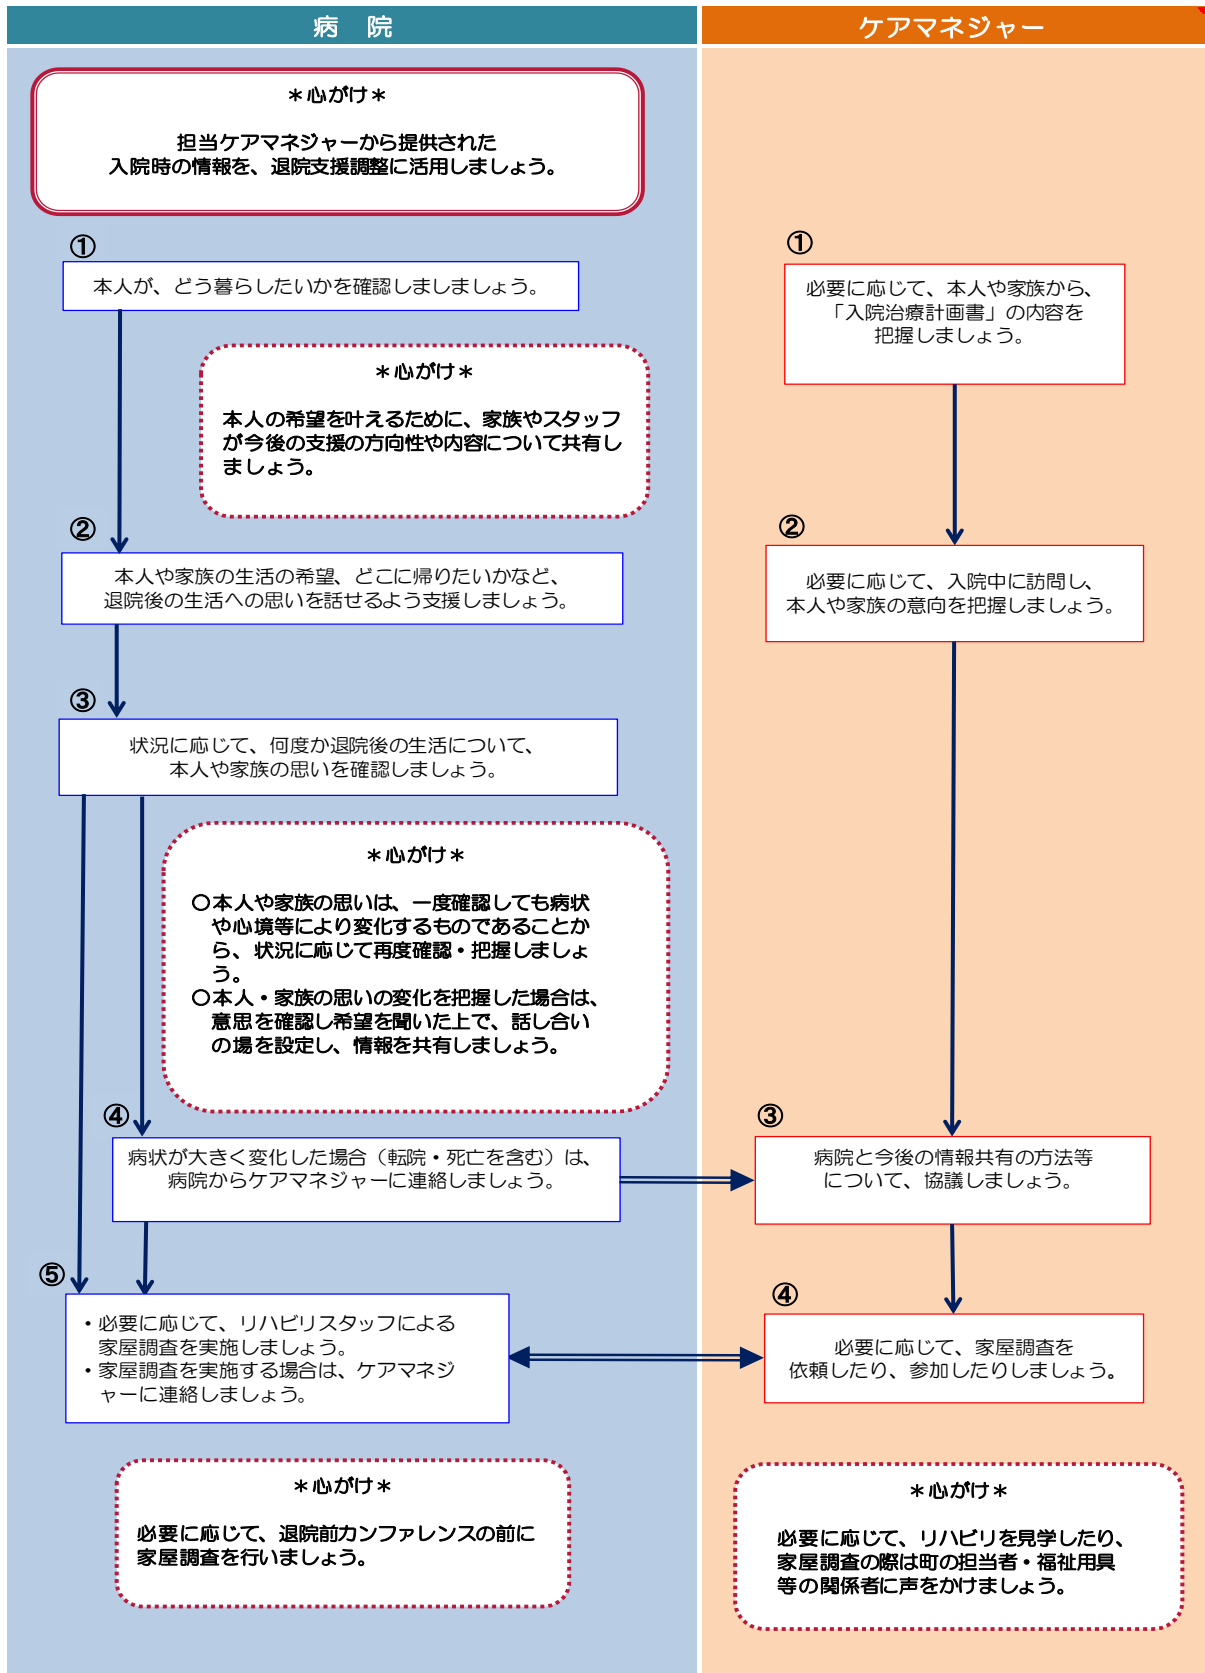 病　院
＊心がけ＊
担当ケアマネジャーから提供された
入院時の情報を、退院支援調整に活用しましょう。
①
本人が、どう暮らしたいかを確認しましましょう。
＊心がけ＊
本人の希望を叶えるために、家族やスタッフ
が今後の支援の方向性や内容について共有し
ましょう。
②
本人や家族の生活の希望、どこに帰りたいかなど、
退院後の生活への思いを話せるよう支援しましょう。
③
状況に応じて、何度か退院後の生活について、
本人や家族の思いを確認しましょう。
＊心がけ＊
〇本人や家族の思いは、一度確認しても病状
や心境等により変化するものであることか
ら、状況に応じて再度確認・把握しましょ
う。
〇本人・家族の思いの変化を把握した場合は、
意思を確認し希望を聞いた上で、話し合い
の場を設定し、情報を共有しましょう。
④
病状が大きく変化した場合（転院・死亡を含む）は、
病院からケアマネジャーに連絡しましょう。
⑤
・必要に応じて、リハビリスタッフによる
家屋調査を実施しましょう。
・家屋調査を実施する場合は、ケアマネジ
ャーに連絡しましょう。
＊心がけ＊
必要に応じて、退院前カンファレンスの前に
家屋調査を行いましょう。
ケアマネジャー
①
必要に応じて、本人や家族から、
「入院治療計画書」の内容を
把握しましょう。
②
必要に応じて、入院中に訪問し、
本人や家族の意向を把握しましょう。
③
病院と今後の情報共有の方法等
について、協議しましょう。
④
必要に応じて、家屋調査を
依頼したり、参加したりしましょう。
＊心がけ＊
必要に応じて、リハビリを見学したり、
家屋調査の際は町の担当者・福祉用具
等の関係者に声をかけましょう。